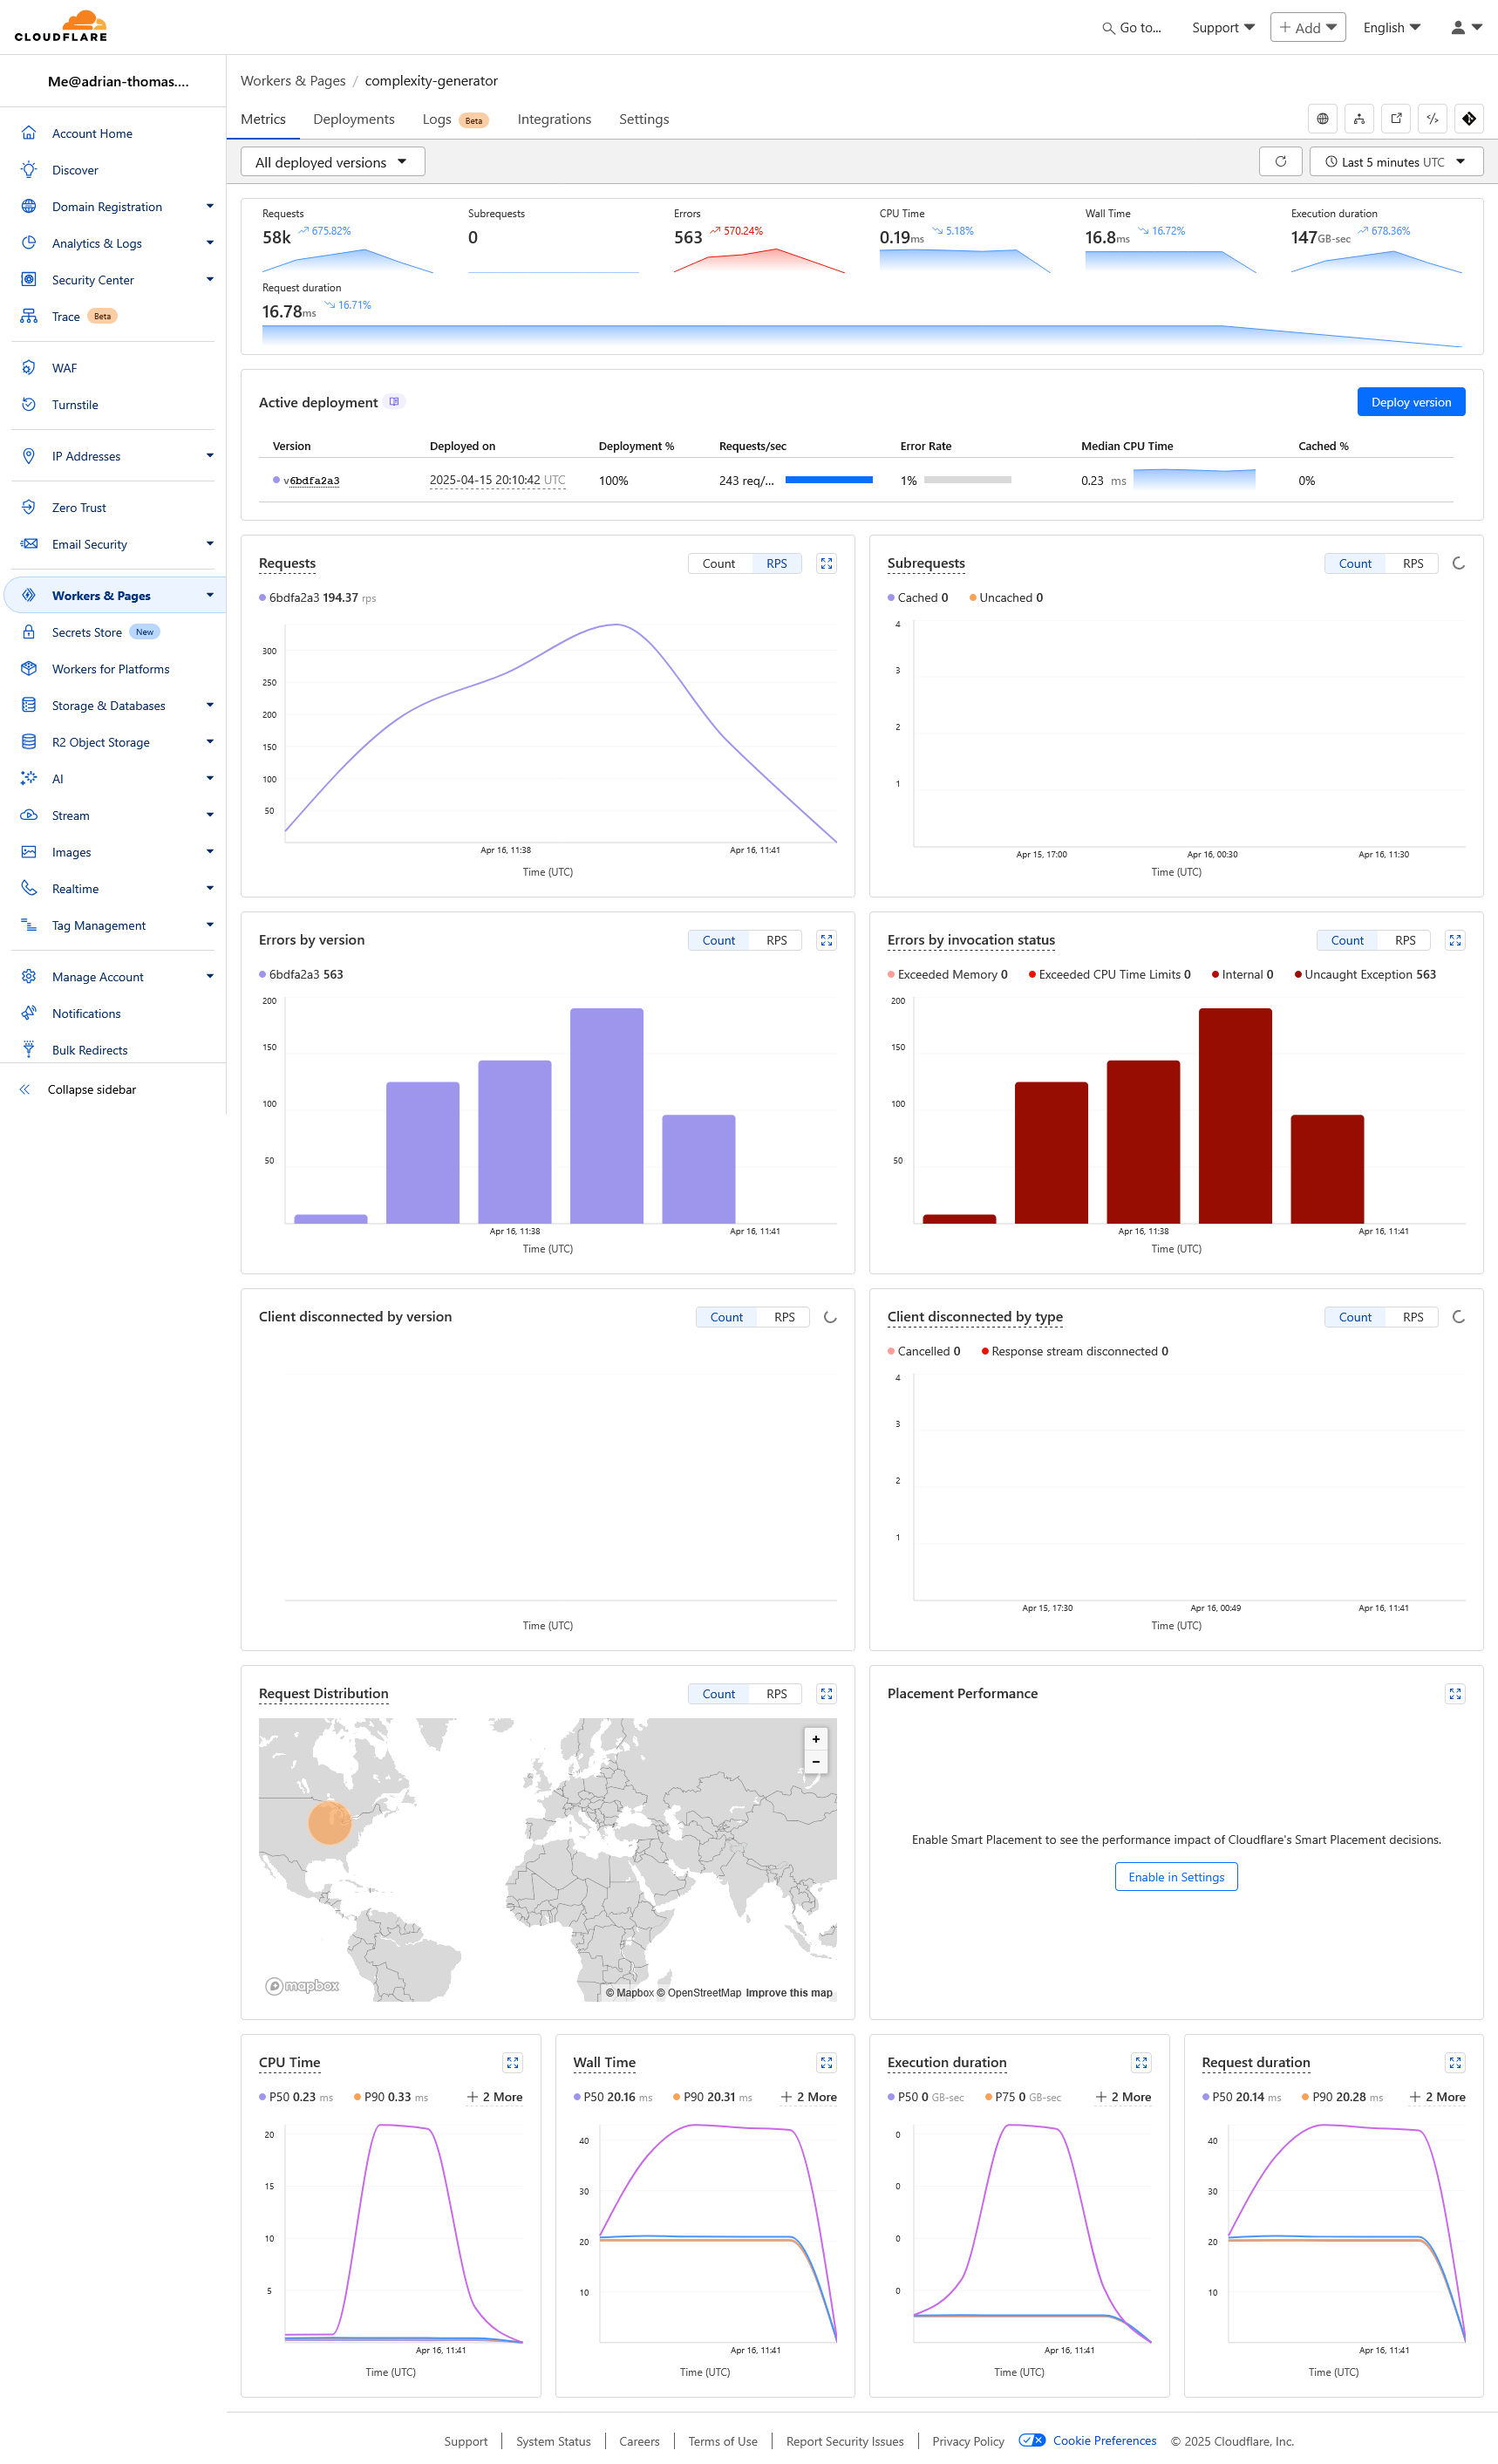 CLOUDFLARE
Go to...
Support
Add
English
Me@adrian-thomas....
Account Home
Discover
Domain Registration
Analytics & Logs
Security Center
Trace Beta
WAF
Turnstile
IP Addresses
Zero Trust
Email Security
Workers & Pages
Secrets Store New
Workers for Platforms
Storage & Databases
R2 Object Storage
AI
Stream
Images
Realtime
Tag Management
Manage Account
Notifications
Bulk Redirects
Collapse sidebar
Workers & Pages / complexity-generator
Metrics Deployments Logs Beta Integrations Settings
All deployed versions
Last 5 minutes UTC
Requests
58k 675.82%
Subrequests
0
Errors
563 570.24%
CPU Time
0.19ms 5.18%
Wall Time
16.8ms 16.72%
Execution duration
147GB-sec 678.36%
Request duration
16.78ms 16.71%
Active deployment
Deploy version
Version Deployed on Deployment % Requests/sec Error Rate Median CPU Time Cached %
v6bdfa2a3 2025-04-15 20:10:42 UTC 100% 243 req/... 1% 0.23 ms 0%
Requests
Count RPS
6bdfa2a3 194.37 rps
300
250
200
150
100
50
Apr 16, 11:38 Apr 16, 11:41
Time (UTC)
Subrequests
Count RPS
Cached 0 Uncached 0
4
3
2
1
Apr 15, 17:00 Apr 16, 00:30 Apr 16, 11:30
Time (UTC)
Errors by version
Count RPS
6bdfa2a3 563
200
150
100
50
Apr 16, 11:38 Apr 16, 11:41
Time (UTC)
Errors by invocation status
Count RPS
Exceeded Memory 0 Exceeded CPU Time Limits 0 Internal 0 Uncaught Exception 563
200
150
100
50
Apr 16, 11:38 Apr 16, 11:41
Time (UTC)
Client disconnected by version
Count RPS
Time (UTC)
Client disconnected by type
Count RPS
Cancelled 0 Response stream disconnected 0
4
3
2
1
Apr 15, 17:30 Apr 16, 00:49 Apr 16, 11:41
Time (UTC)
Request Distribution
Count RPS
+
−
mapbox
© Mapbox © OpenStreetMap Improve this map
Placement Performance
Enable Smart Placement to see the performance impact of Cloudflare's Smart Placement decisions.
Enable in Settings
CPU Time
P50 0.23 ms P90 0.33 ms 2 More
20
15
10
5
Apr 16, 11:41
Time (UTC)
Wall Time
P50 20.16 ms P90 20.31 ms 2 More
40
30
20
10
Apr 16, 11:41
Time (UTC)
Execution duration
P50 0 GB-sec P75 0 GB-sec 2 More
0
0
0
0
Apr 16, 11:41
Time (UTC)
Request duration
P50 20.14 ms P90 20.28 ms 2 More
40
30
20
10
Apr 16, 11:41
Time (UTC)
Support System Status Careers Terms of Use Report Security Issues Privacy Policy Cookie Preferences © 2025 Cloudflare, Inc.